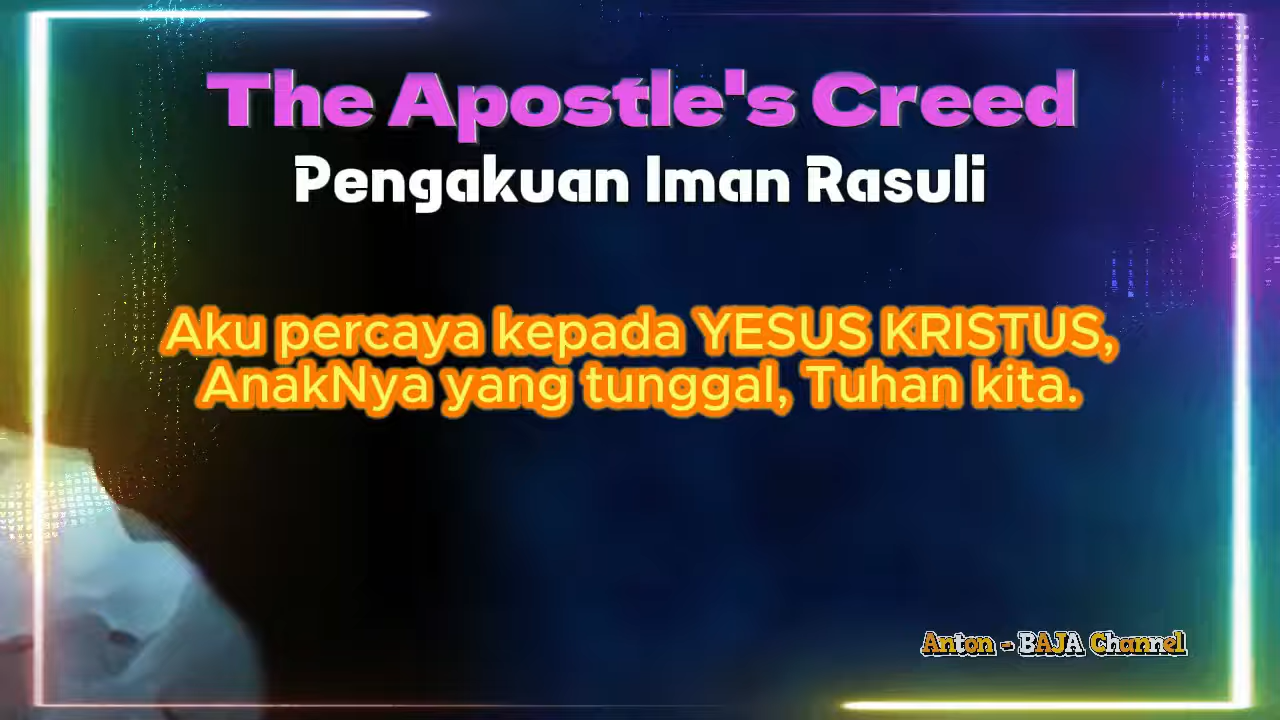 The Apostle's Creed
Pengakuan Iman Rasuli
Aku percaya kepada YESUS KRISTUS,
AnakNya yang tunggal, Tuhan kita.
Anton - BAJA Channel